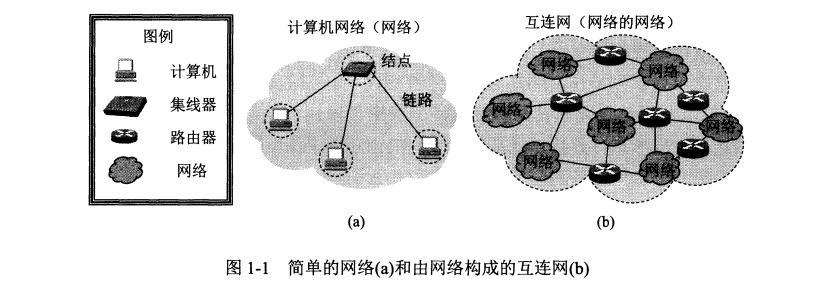 图例
计算机
集线器
路由器
网络
计算机网络（网络）
结点
链路
(a)
互连网（网络的网络）
网络
网络
网络
网络
网络
网络
网络
(b)
图 1-1 简单的网络(a)和由网络构成的互连网(b)